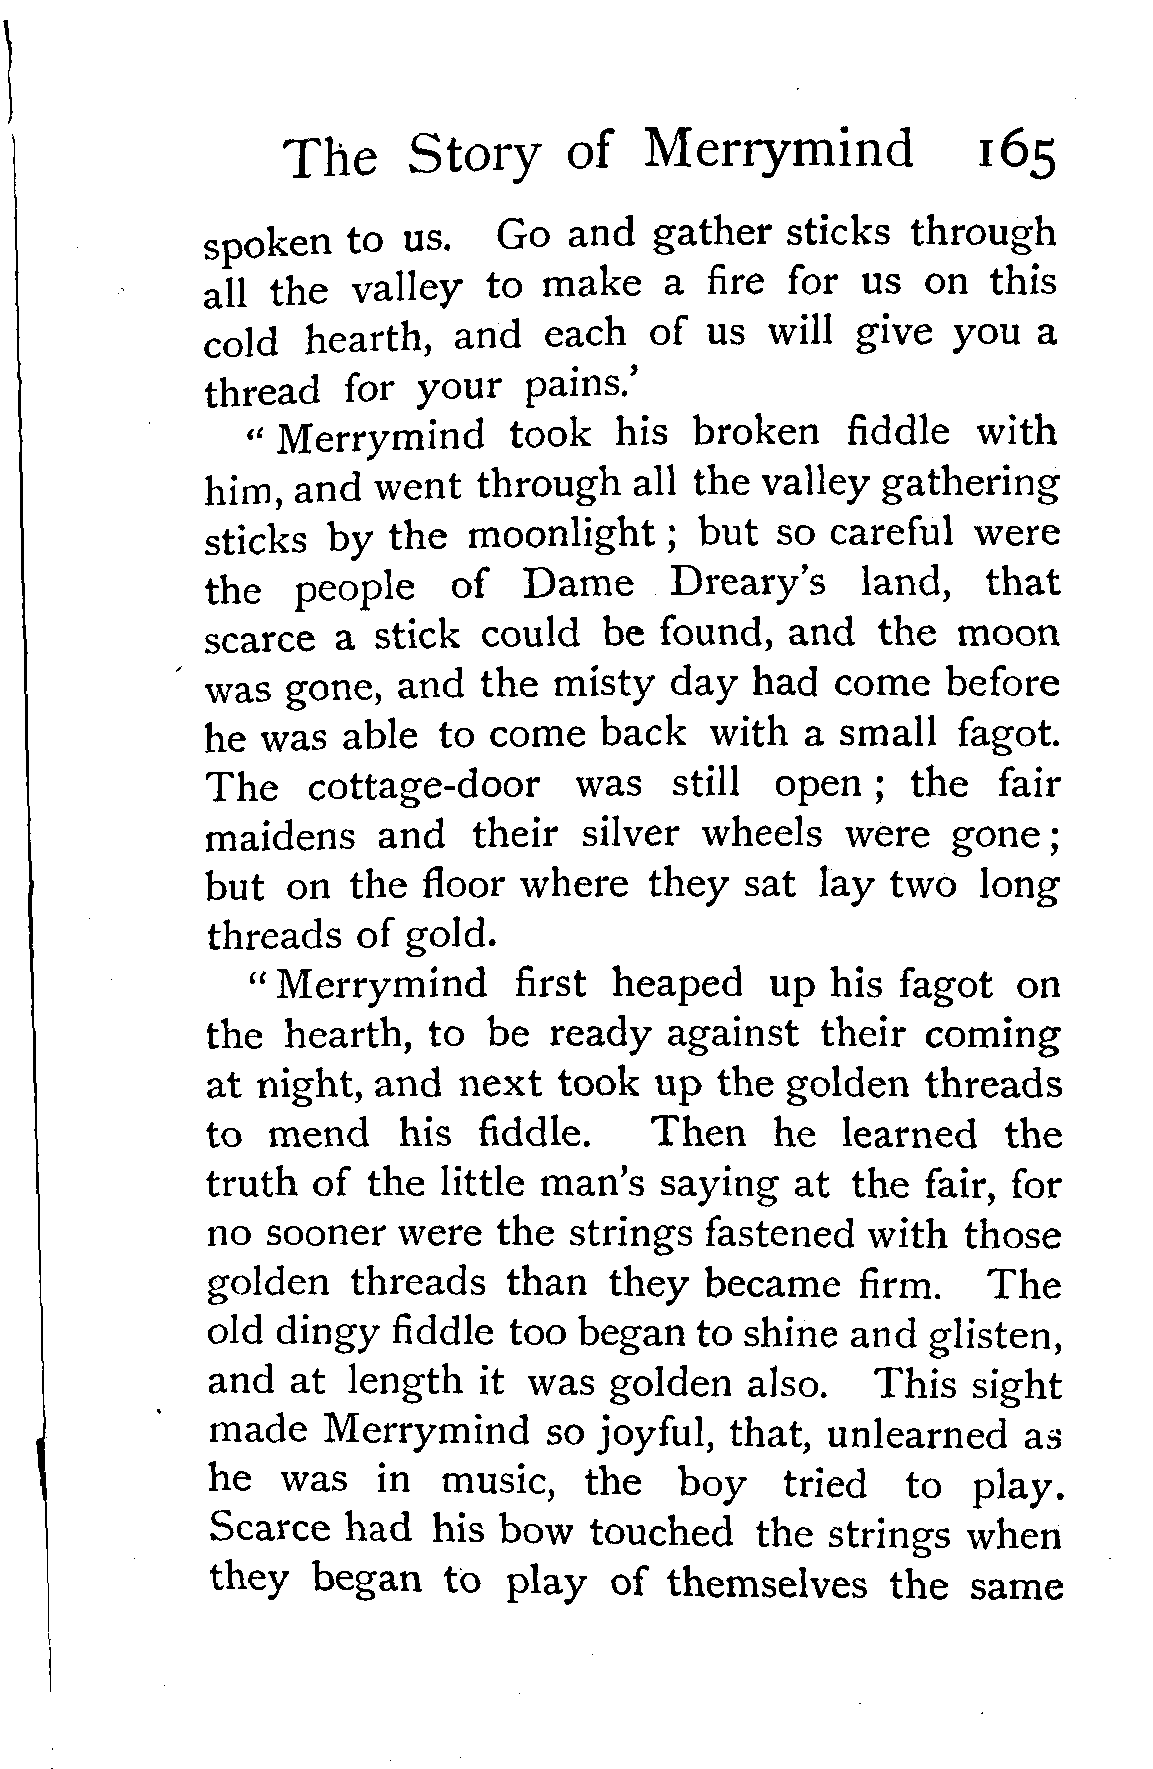 The Story of Merrymind 165
spoken to us. Go and gather sticks through
all the valley to make a fire for us on this
cold hearth, and each of us will give you a
thread for your pains.'
“ Merrymind took his broken fiddle with
him, and went through all the valley gathering
sticks by the moonlight ; but so careful were
the people of Dame Dreary's land, that
scarce a stick could be found, and the moon
was gone, and the misty day had come before
he was able to come back with a small fagot.
The cottage-door was still open ; the fair
maidens and their silver wheels were gone ;
but on the floor where they sat lay two long
threads of gold.
“ Merrymind first heaped up his fagot on
the hearth, to be ready against their coming
at night, and next took up the golden threads
to mend his fiddle. Then he learned the
truth of the little man's saying at the fair, for
no sooner were the strings fastened with those
golden threads than they became firm. The
old dingy fiddle too began to shine and glisten,
and at length it was golden also. This sight
made Merrymind so joyful, that, unlearned as
he was in music, the boy tried to play.
Scarce had his bow touched the strings when
they began to play of themselves the same